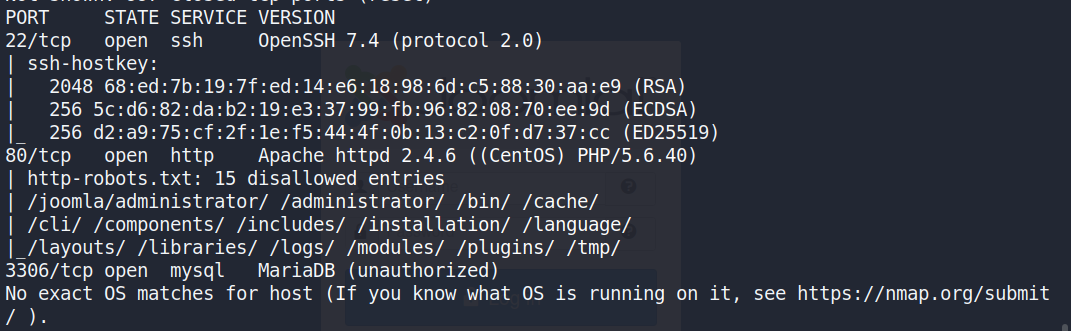 PORT     STATE SERVICE VERSION
22/tcp   open  ssh     OpenSSH 7.4 (protocol 2.0)
| ssh-hostkey:
|   2048 68:ed:7b:19:7f:ed:14:e6:18:98:6d:c5:88:30:aa:e9 (RSA)
|   256 5c:d6:82:da:b2:19:e3:37:99:fb:96:82:08:70:ee:9d (ECDSA)
|_  256 d2:a9:75:cf:2f:1e:f5:44:4f:0b:13:c2:0f:d7:37:cc (ED25519)
80/tcp   open  http    Apache httpd 2.4.6 ((CentOS) PHP/5.6.40)
| http-robots.txt: 15 disallowed entries
| /joomla/administrator/ /administrator/ /bin/ /cache/
| /cli/ /components/ /includes/ /installation/ /language/
|_/layouts/ /libraries/ /logs/ /modules/ /plugins/ /tmp/
3306/tcp open  mysql   MariaDB (unauthorized)
No exact OS matches for host (If you know what OS is running on it, see https://nmap.org/submit
/ ).